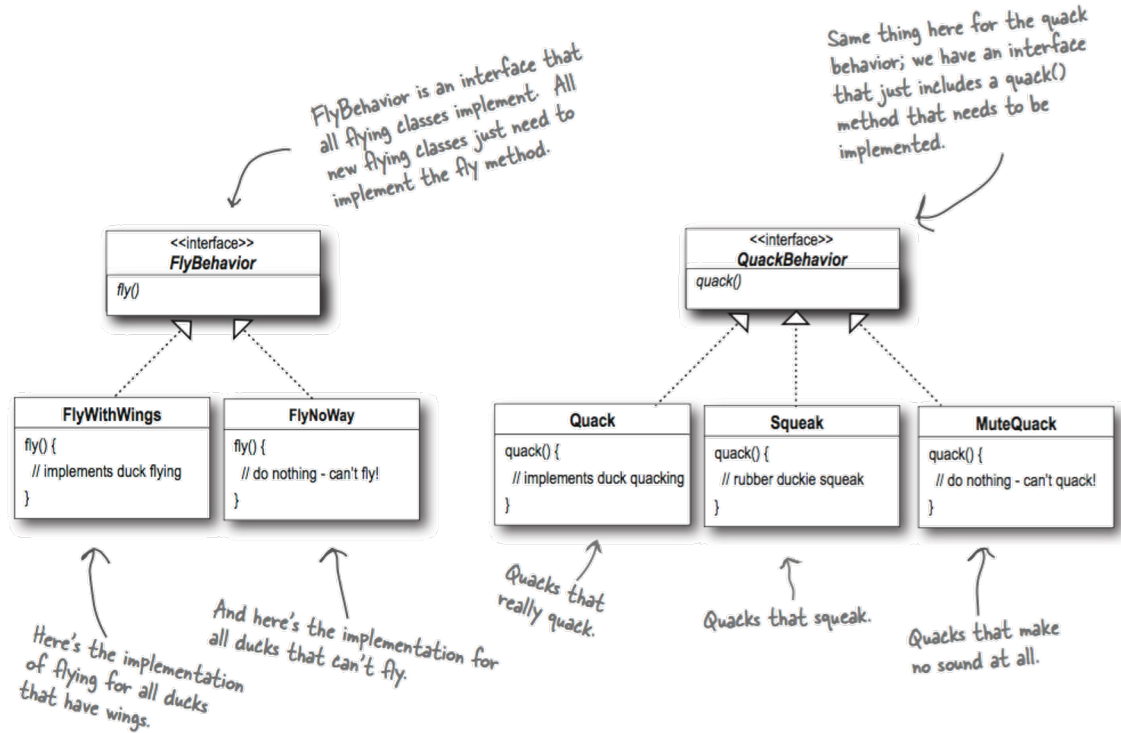 FlyBehavior is an interface that
all flying classes implement. All
new flying classes just need to
implement the fly method.
Same thing here for the quack
behavior; we have an interface
that just includes a quack()
method that needs to be
implemented.
<<interface>>
FlyBehavior
fly()
<<interface>>
QuackBehavior
quack()
FlyWithWings
fly() {
// implements duck flying
}
FlyNoWay
fly() {
// do nothing - can't fly!
}
Quack
quack() {
// implements duck quacking
}
Squeak
quack() {
// rubber duckie squeak
}
MuteQuack
quack() {
// do nothing - can't quack!
}
Here's the implementation
of flying for all ducks
that have wings.
And here's the implementation for
all ducks that can't fly.
Quacks that
really quack.
Quacks that squeak.
Quacks that make
no sound at all.